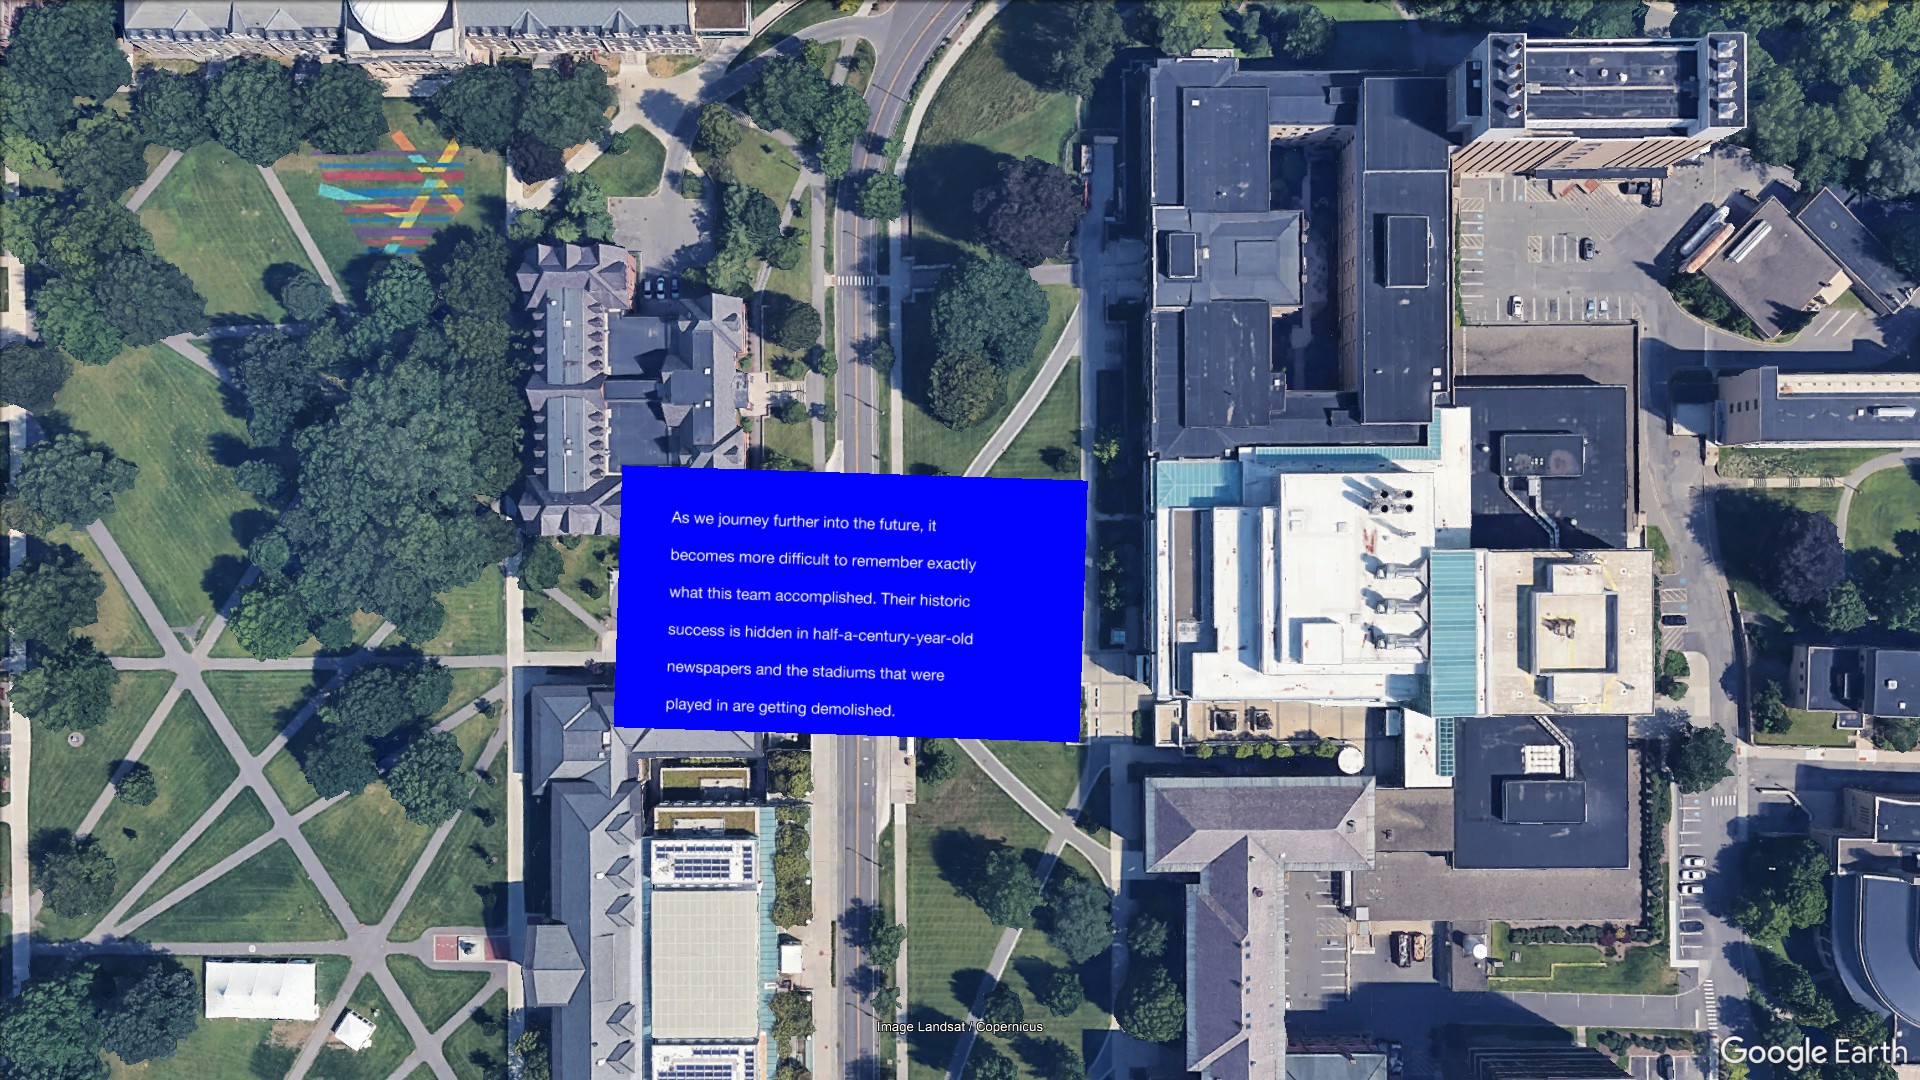 As we journey further into the future, it
becomes more difficult to remember exactly
what this team accomplished. Their historic
success is hidden in half-a-century-year-old
newspapers and the stadiums that were
played in are getting demolished.
Image Landsat / Copernicus
Google Earth